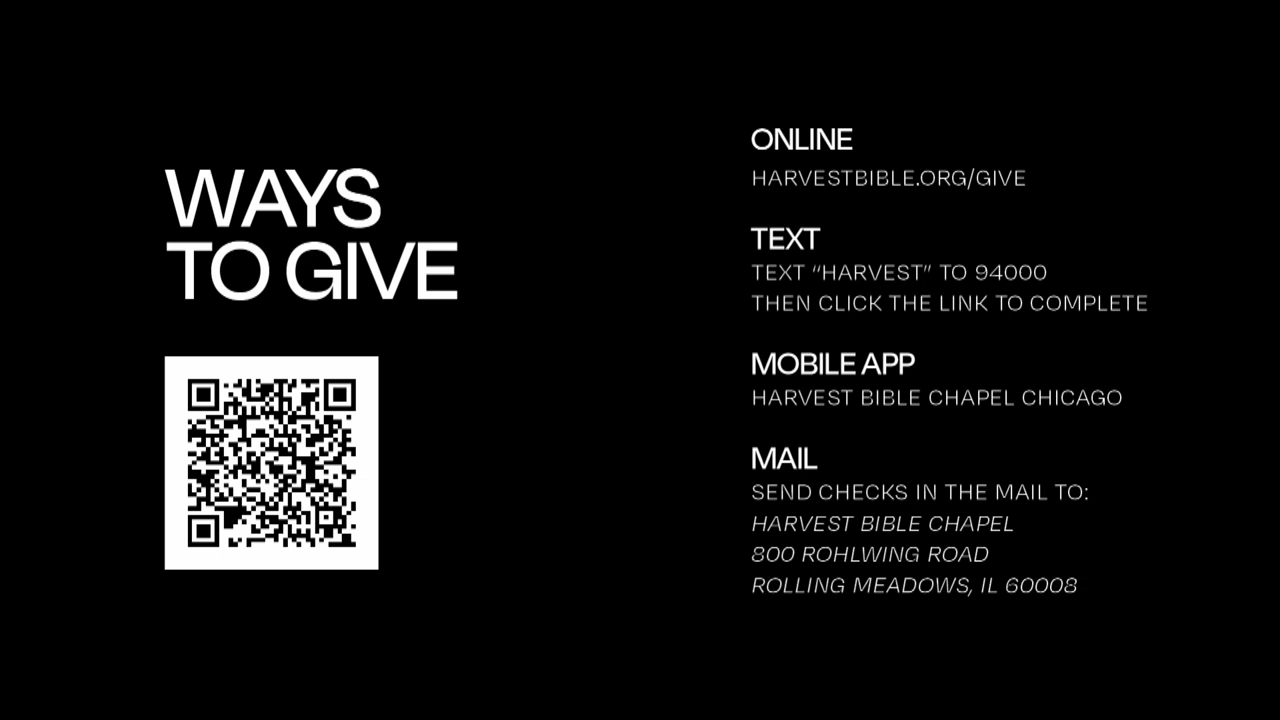 WAYS
TO GIVE
ONLINE
HARVESTBIBLE.ORG/GIVE
TEXT
TEXT “HARVEST” TO 94000
THEN CLICK THE LINK TO COMPLETE
MOBILE APP
HARVEST BIBLE CHAPEL CHICAGO
MAIL
SEND CHECKS IN THE MAIL TO:
HARVEST BIBLE CHAPEL
800 ROHLWING ROAD
ROLLING MEADOWS, IL 60008